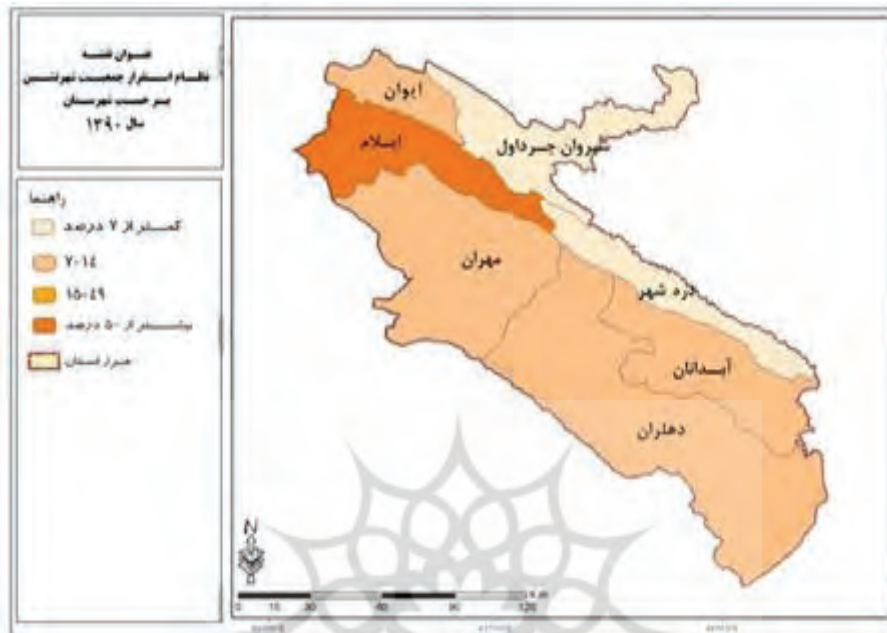 عنوان نقشه
نظام استقرار جمعیت شهرنشین
بر حسب شهرستان
سال ۱۳۹۰
راهنما
کمتر از ۷ درصد
۷-۱۴
۱۵-۴۹
بیشتر از ۵۰ درصد
مرز استان
ایوان
شیروان چرداول
ایلام
مهران
دره شهر
آبدانان
دهلران
N
0 15 30 60 90 120